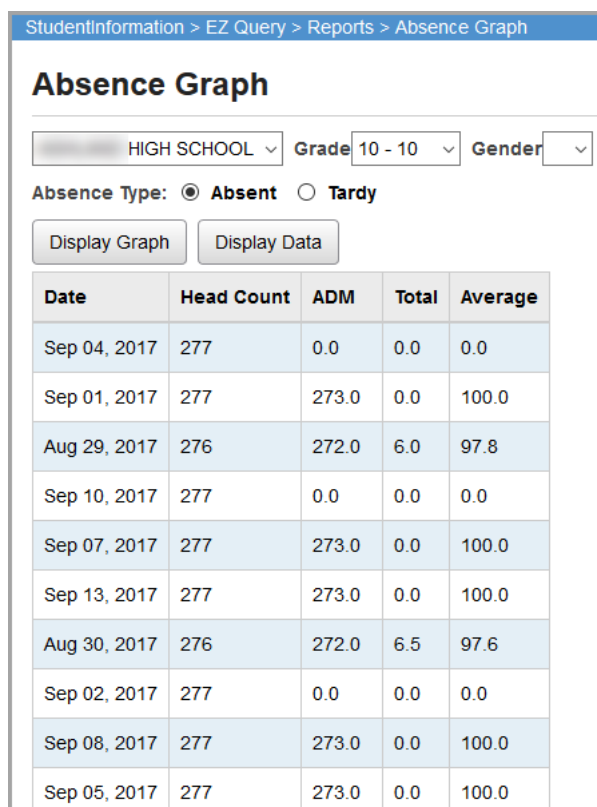 StudentInformation > EZ Query > Reports > Absence Graph
Absence Graph
HIGH SCHOOL Grade 10 - 10 Gender
Absence Type: Absent Tardy
Display Graph Display Data
Date Head Count ADM Total Average
Sep 04, 2017 277 0.0 0.0 0.0
Sep 01, 2017 277 273.0 0.0 100.0
Aug 29, 2017 276 272.0 6.0 97.8
Sep 10, 2017 277 0.0 0.0 0.0
Sep 07, 2017 277 273.0 0.0 100.0
Sep 13, 2017 277 273.0 0.0 100.0
Aug 30, 2017 276 272.0 6.5 97.6
Sep 02, 2017 277 0.0 0.0 0.0
Sep 08, 2017 277 273.0 0.0 100.0
Sep 05, 2017 277 273.0 0.0 100.0